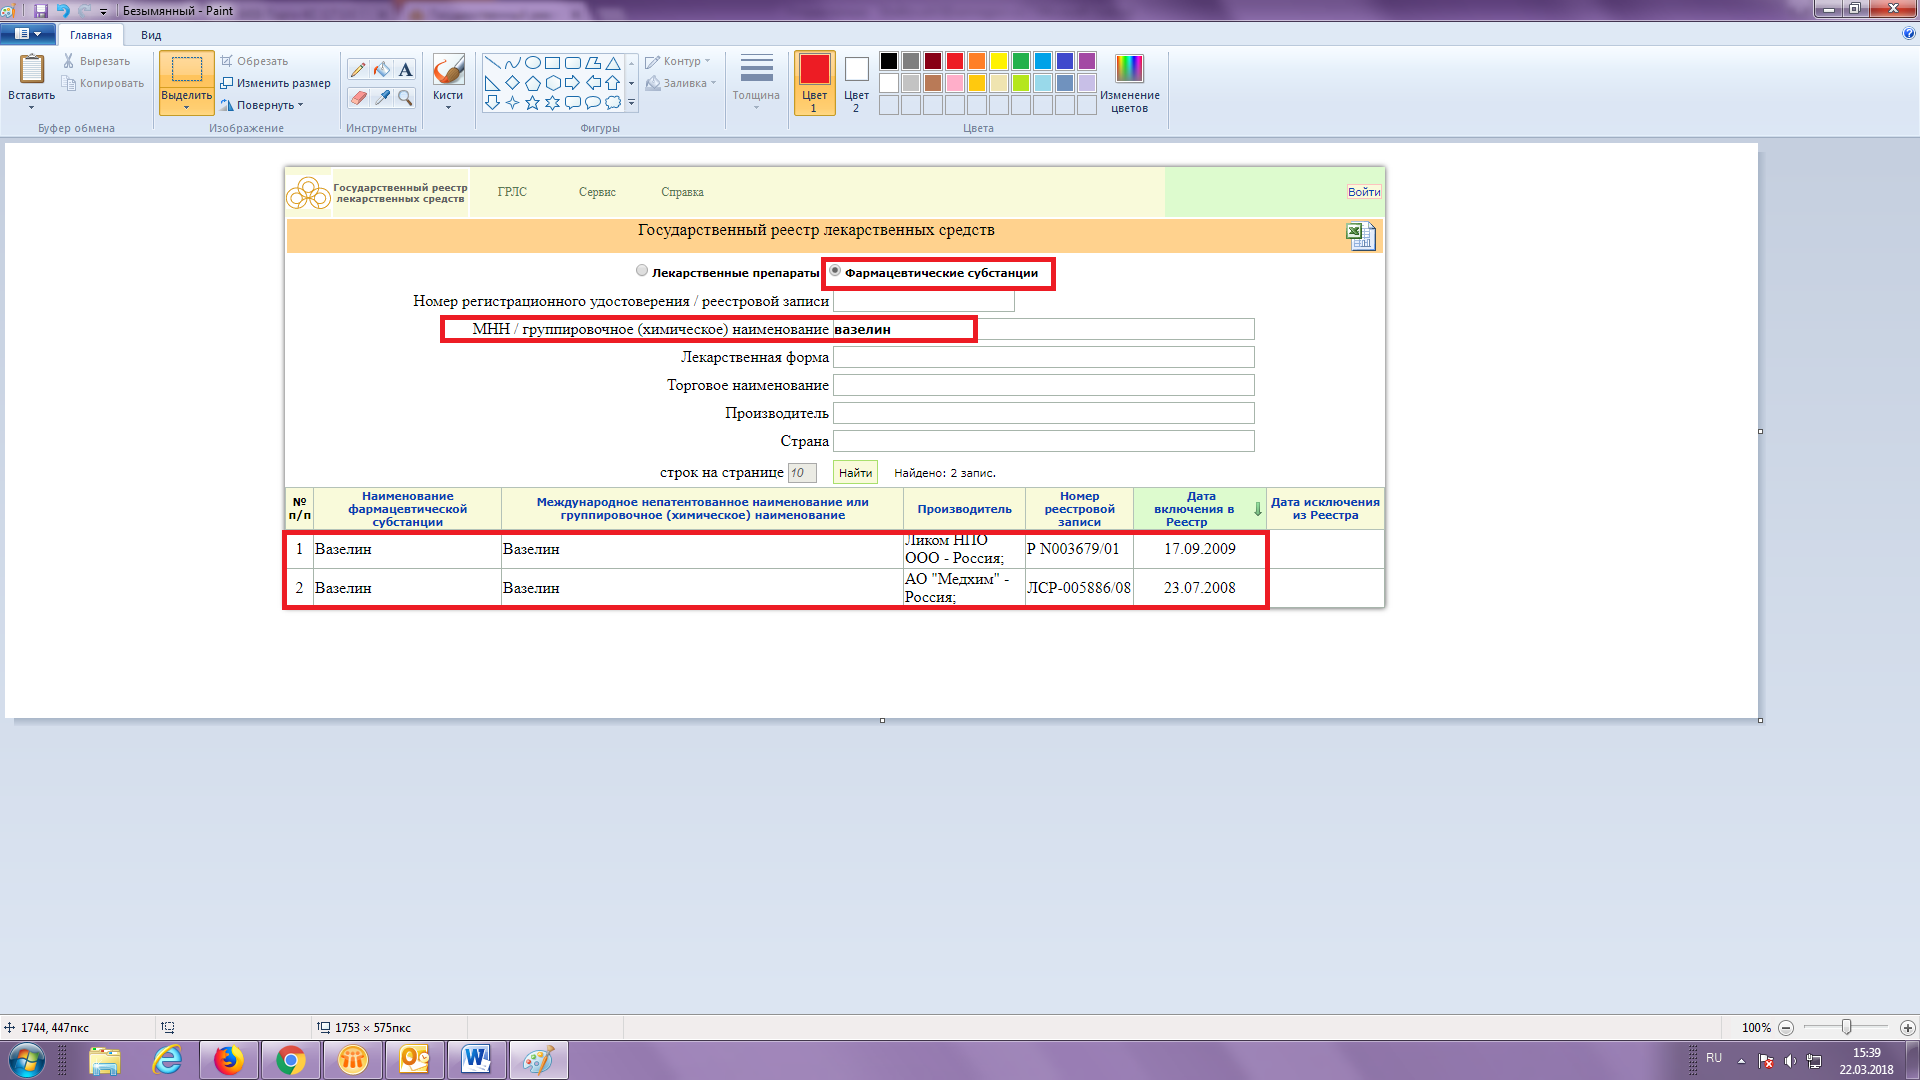 Безымянный - Paint
Главная
Вид
Вставить
Вырезать
Копировать
Буфер обмена
Выделить
Обрезать
Изменить размер
Повернуть
Изображение
A
Инструменты
Кисти
Контур
Заливка
Фигуры
Толщина
Цвет 1
Цвет 2
Изменение цветов
Цвета
Государственный реестр
лекарственных средств
ГРЛС
Сервис
Справка
Войти
Государственный реестр лекарственных средств
Лекарственные препараты
Фармацевтические субстанции
Номер регистрационного удостоверения / реестровой записи
МНН / группировочное (химическое) наименование вазелин
Лекарственная форма
Торговое наименование
Производитель
Страна
строк на странице 10 Найти Найдено: 2 запис.
№ п/п
Наименование фармацевтической субстанции
Международное непатентованное наименование или группировочное (химическое) наименование
Производитель
Номер реестровой записи
Дата включения в Реестр
Дата исключения из Реестра
1 Вазелин Вазелин Ликом НПО ООО - Россия; Р N003679/01 17.09.2009
2 Вазелин Вазелин АО "Медхим" - Россия; ЛСР-005886/08 23.07.2008
1744, 447пкс
1753 × 575пкс
100%
RU
15:39
22.03.2018